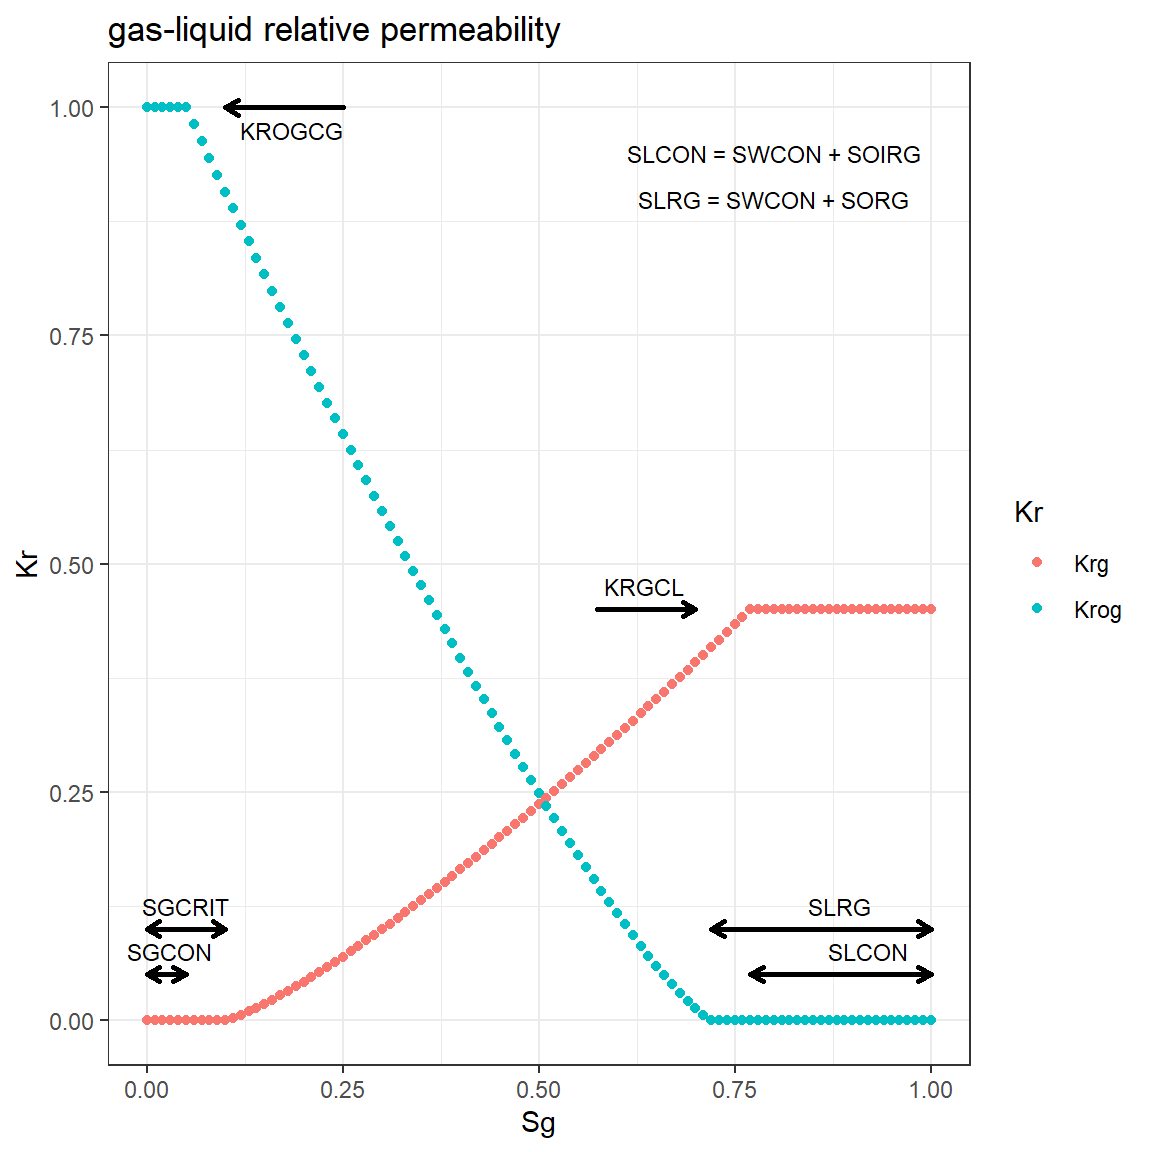 gas-liquid relative permeability
1.00
0.75
0.50
0.25
0.00
Kr
KROGCG
SLCON = SWCON + SOIRG
SLRG = SWCON + SORG
KRGCL
SGCRIT
SGCON
SLRG
SLCON
0.00 0.25 0.50 0.75 1.00
Sg
Kr
Krg
Krog